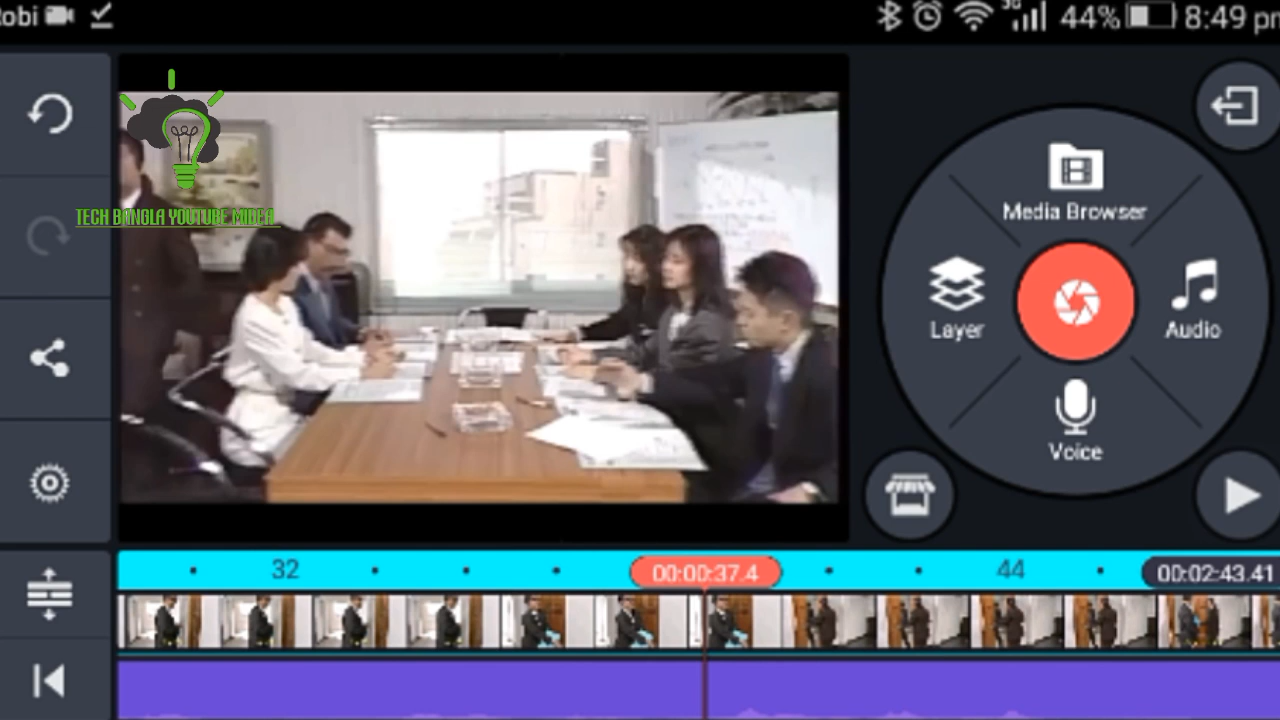 obi
3G
44%
8:49 pm
TECH BANGLA YOUTUBE MIDEA
Media Browser
Layer
Audio
Voice
32
00:00:37.4
44
00:02:43.41